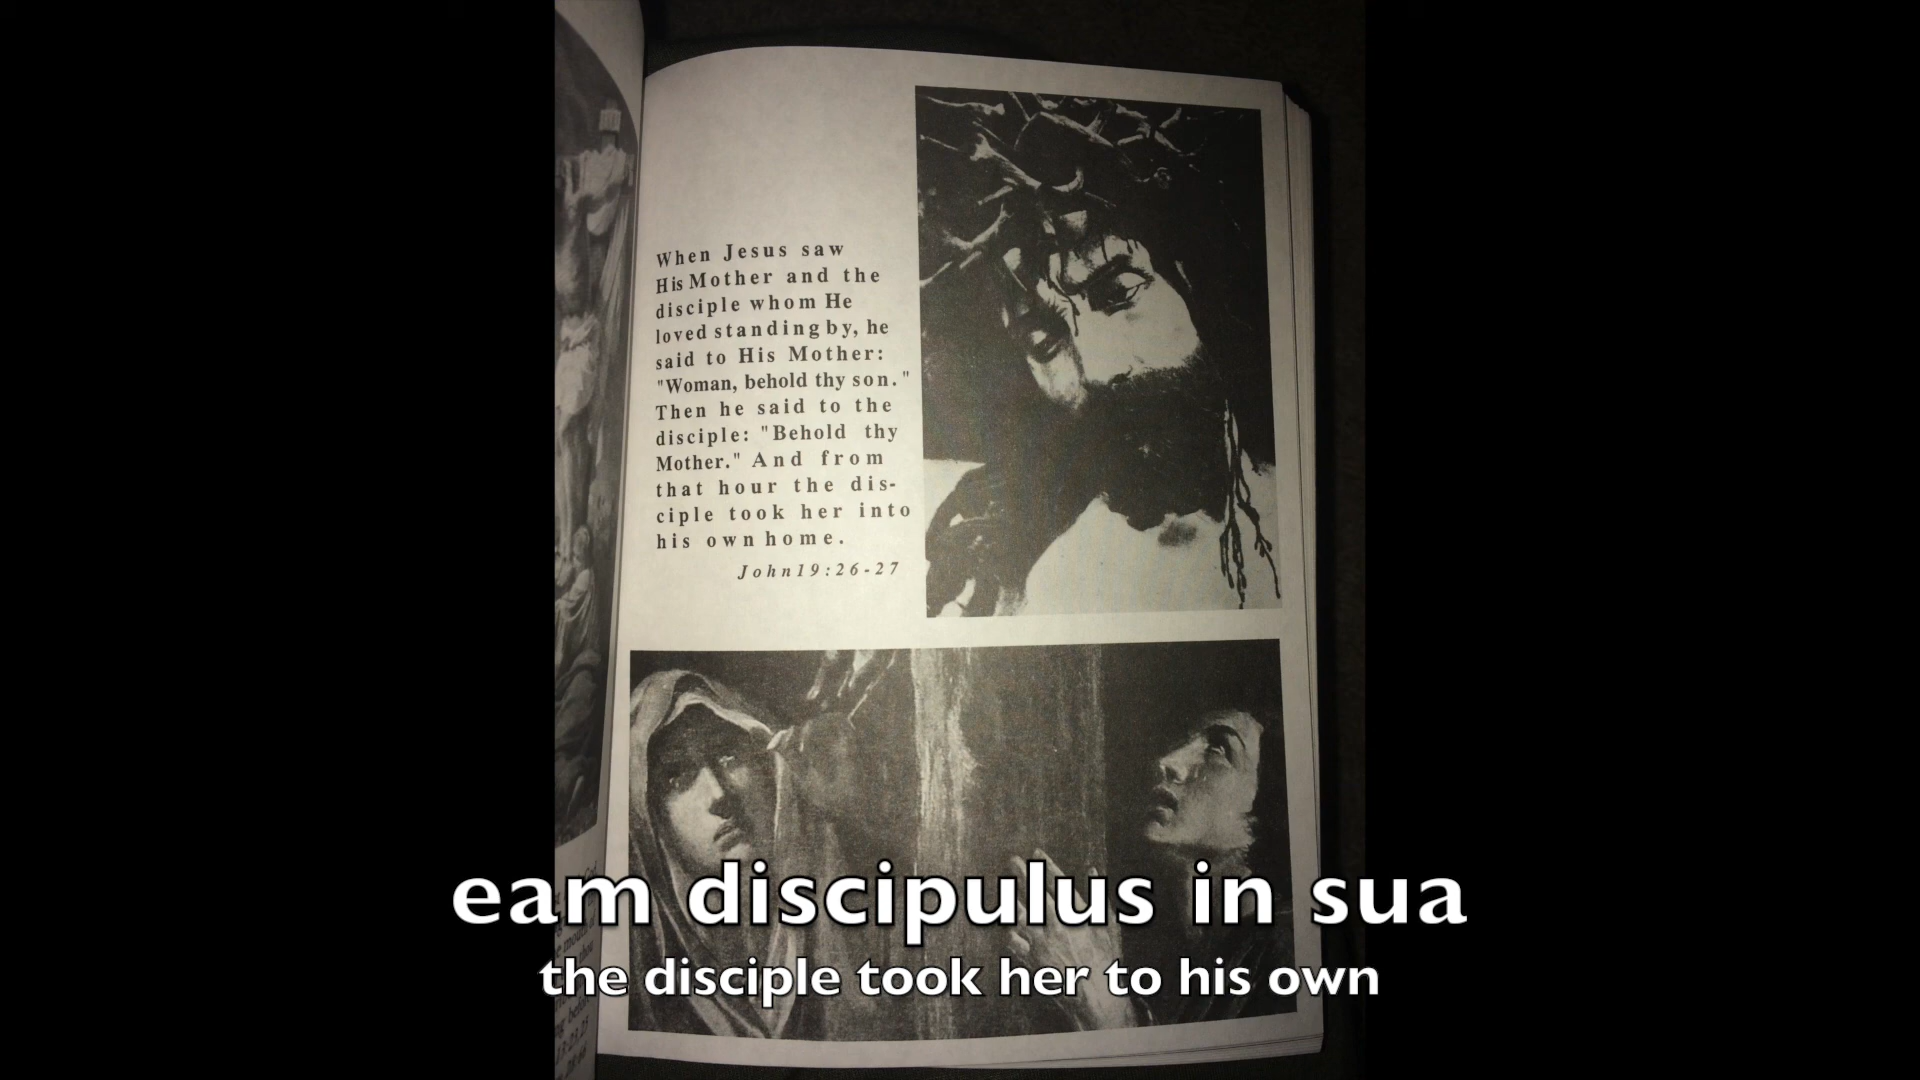 When Jesus saw
His Mother and the
disciple whom He
loved standing by, he
said to His Mother:
"Woman, behold thy son."
Then he said to the
disciple: "Behold thy
Mother." And from
that hour the dis-
ciple took her into
his own home.
John 19:26-27
eam discipulus in sua
the disciple took her to his own